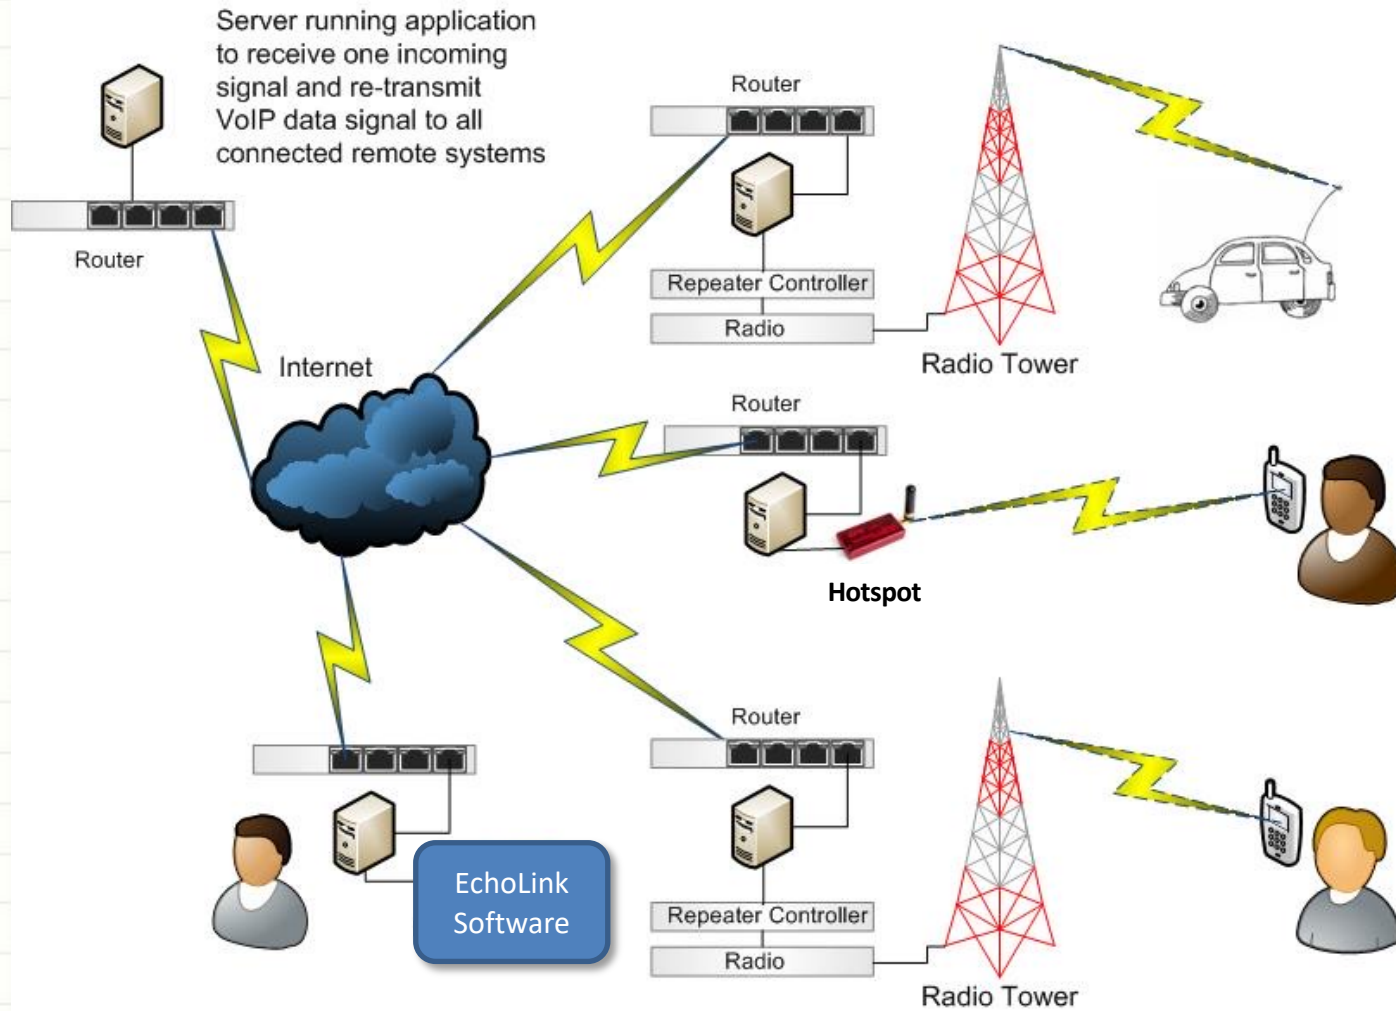 Server running application
to receive one incoming
signal and re-transmit
VoIP data signal to all
connected remote systems
Router
Router
Repeater Controller
Radio
Radio Tower
Internet
Router
Hotspot
Router
EchoLink
Software
Repeater Controller
Radio
Radio Tower